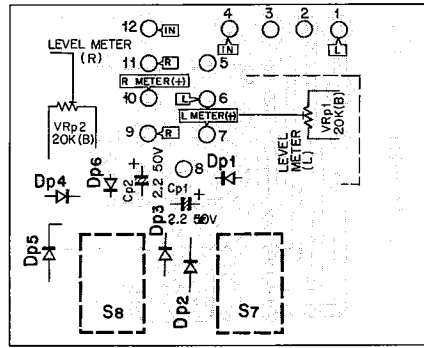 12 IN 4 3 2 1
IN L
LEVEL METER
(R)
11 R 5
R METER(+)
10 L 6
L METER(+)
VRp2
20K(B)
9 R 7
VRp1
20K(B)
LEVEL METER
(L)
Dp6
Dp4
Cp2
2.2 50V
8
Dp1
Cp1
2.2 50V
Dp5
Dp3
Dp2
S8
S7